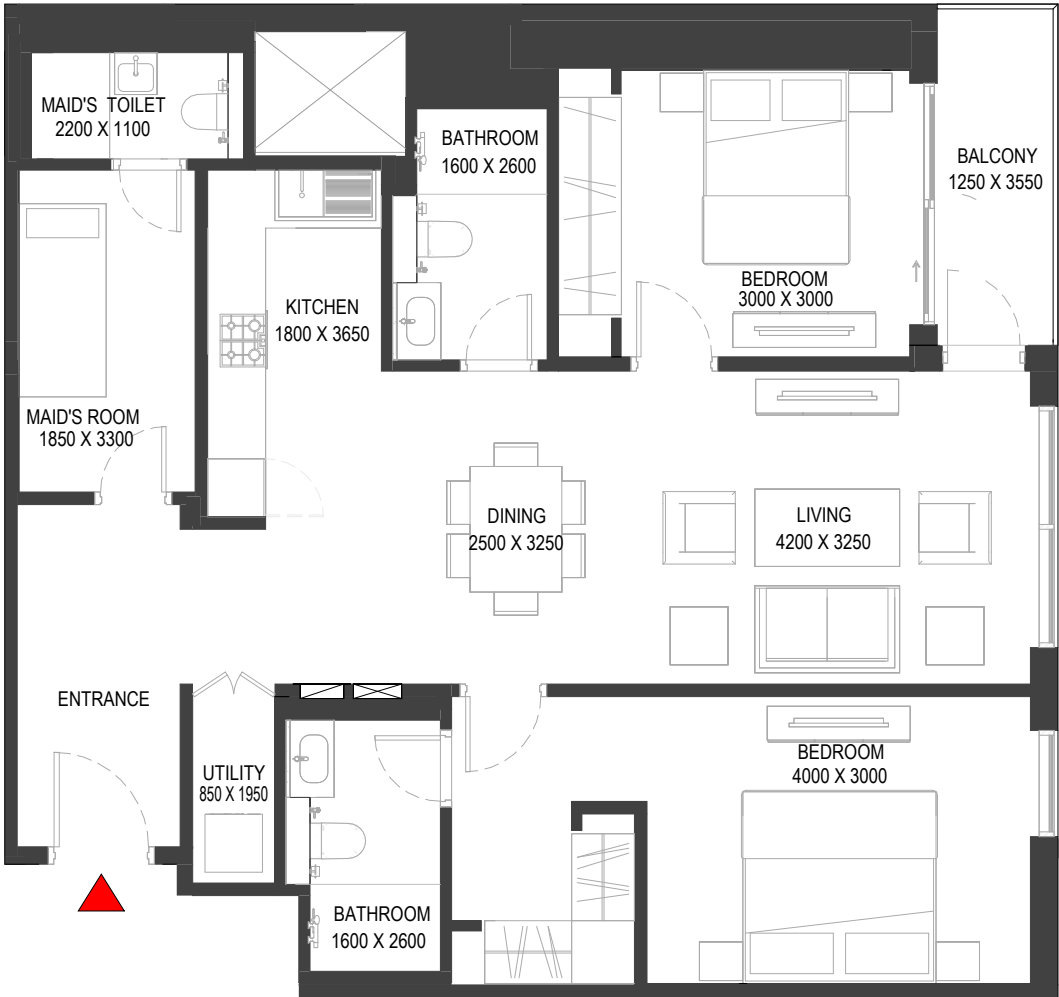 MAID'S TOILET
2200 X 1100
BATHROOM
1600 X 2600
BALCONY
1250 X 3550
BEDROOM
3000 X 3000
KITCHEN
1800 X 3650
MAID'S ROOM
1850 X 3300
DINING
2500 X 3250
LIVING
4200 X 3250
ENTRANCE
UTILITY
850 X 1950
BEDROOM
4000 X 3000
BATHROOM
1600 X 2600